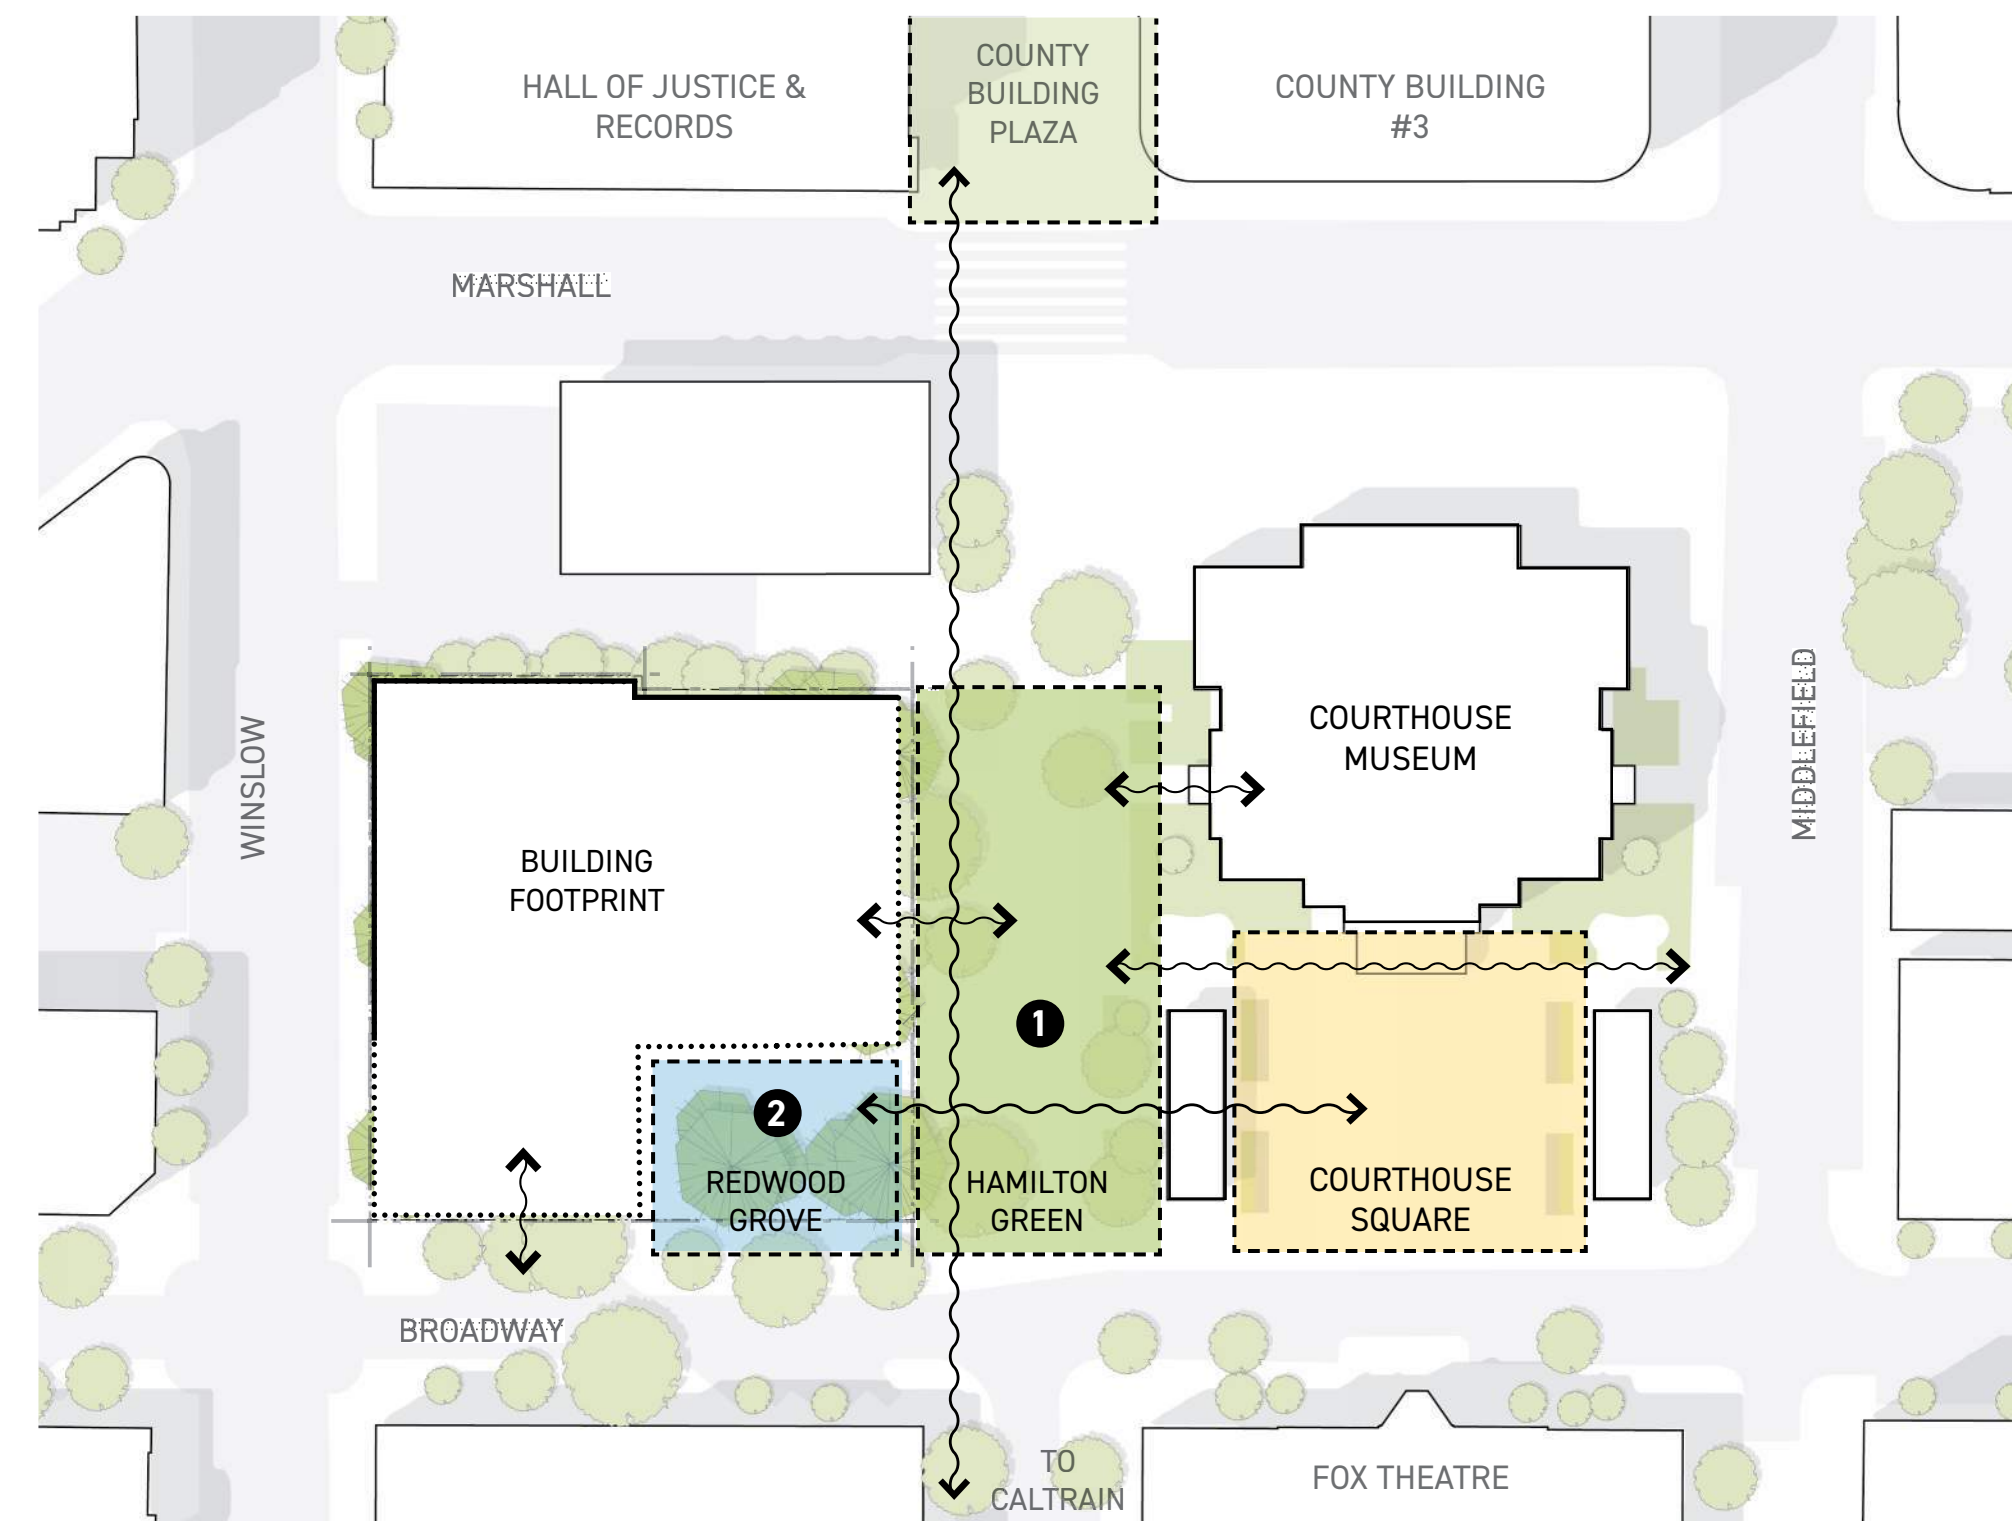 HALL OF JUSTICE &
RECORDS
COUNTY
BUILDING
PLAZA
COUNTY BUILDING
#3
MARSHALL
WINSLOW
MIDDLEFIELD
COURTHOUSE
MUSEUM
BUILDING
FOOTPRINT
1
2
REDWOOD
GROVE
HAMILTON
GREEN
COURTHOUSE
SQUARE
BROADWAY
TO
CALTRAIN
FOX THEATRE